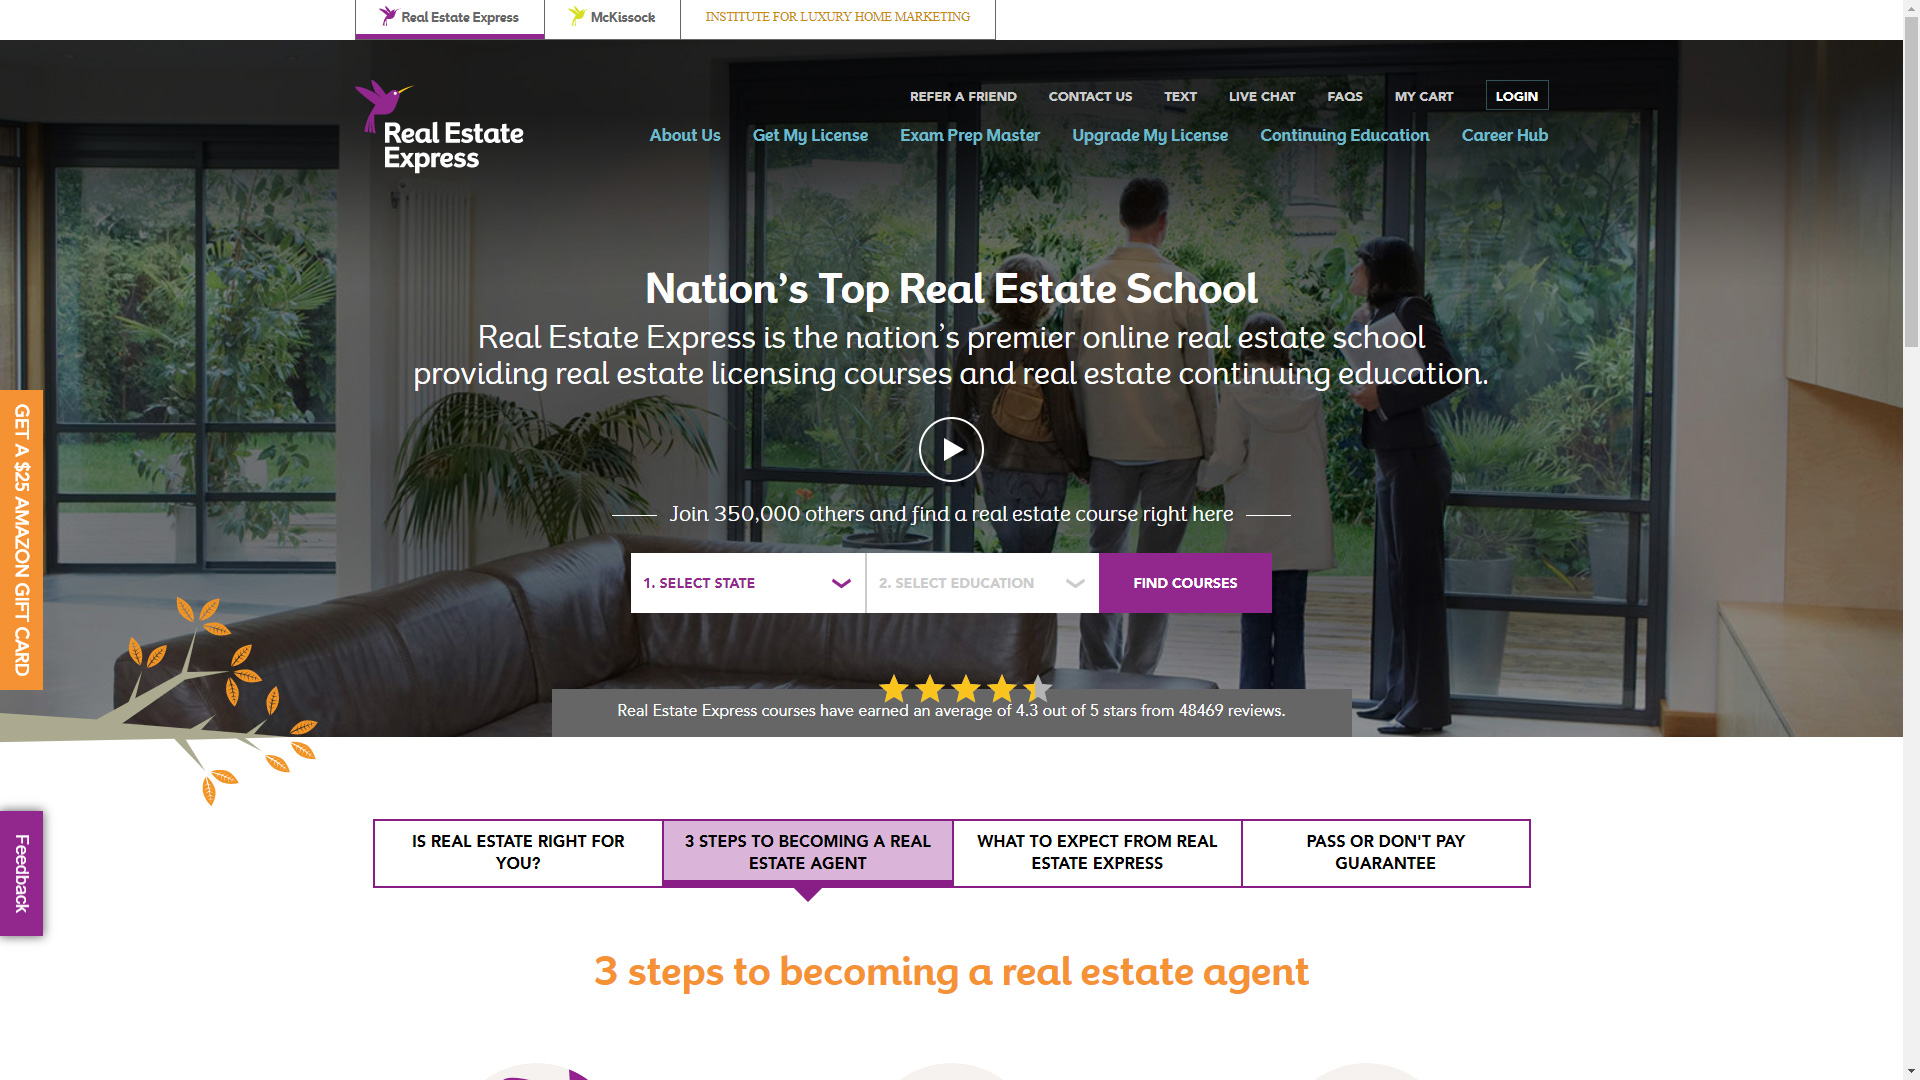 Real Estate Express
McKissock
INSTITUTE FOR LUXURY HOME MARKETING
REFER A FRIEND
CONTACT US
TEXT
LIVE CHAT
FAQS
MY CART
LOGIN
Real Estate
Express
About Us
Get My License
Exam Prep Master
Upgrade My License
Continuing Education
Career Hub
Nation’s Top Real Estate School
Real Estate Express is the nation’s premier online real estate school
providing real estate licensing courses and real estate continuing education.
Join 350,000 others and find a real estate course right here
1. SELECT STATE
2. SELECT EDUCATION
FIND COURSES
GET A $25 AMAZON GIFT CARD
Real Estate Express courses have earned an average of 4.3 out of 5 stars from 48469 reviews.
Feedback
IS REAL ESTATE RIGHT FOR
YOU?
3 STEPS TO BECOMING A REAL
ESTATE AGENT
WHAT TO EXPECT FROM REAL
ESTATE EXPRESS
PASS OR DON'T PAY
GUARANTEE
3 steps to becoming a real estate agent